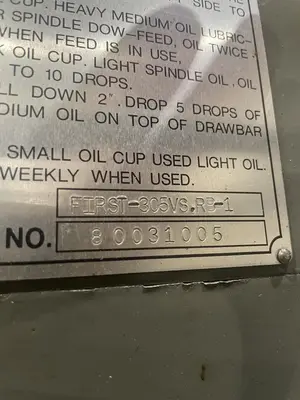 SIDE TO
CUP. HEAVY MEDIUM OIL LUBRIC-
SPINDLE DOW-FEED, OIL TWICE
WHEN FEED IS IN USE,
OIL CUP. LIGHT SPINDLE OIL, OIL
TO 10 DROPS.
DOWN 2". DROP 5 DROPS OF
OIL ON TOP OF DRAWBAR
SMALL OIL CUP USED LIGHT OIL.
WEEKLY WHEN USED.
FIRST-305VS.RB-1
NO. 80031005